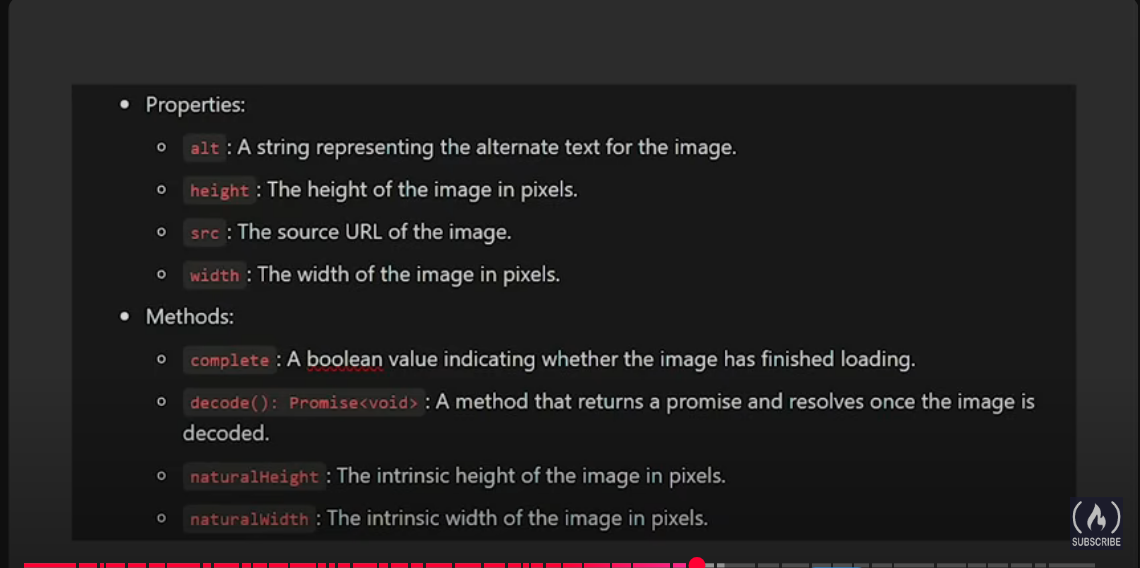 Properties:
alt : A string representing the alternate text for the image.
height : The height of the image in pixels.
src : The source URL of the image.
width : The width of the image in pixels.
Methods:
complete : A boolean value indicating whether the image has finished loading.
decode(): Promise<void> : A method that returns a promise and resolves once the image is
decoded.
naturalHeight : The intrinsic height of the image in pixels.
naturalWidth : The intrinsic width of the image in pixels.
SUBSCRIBE